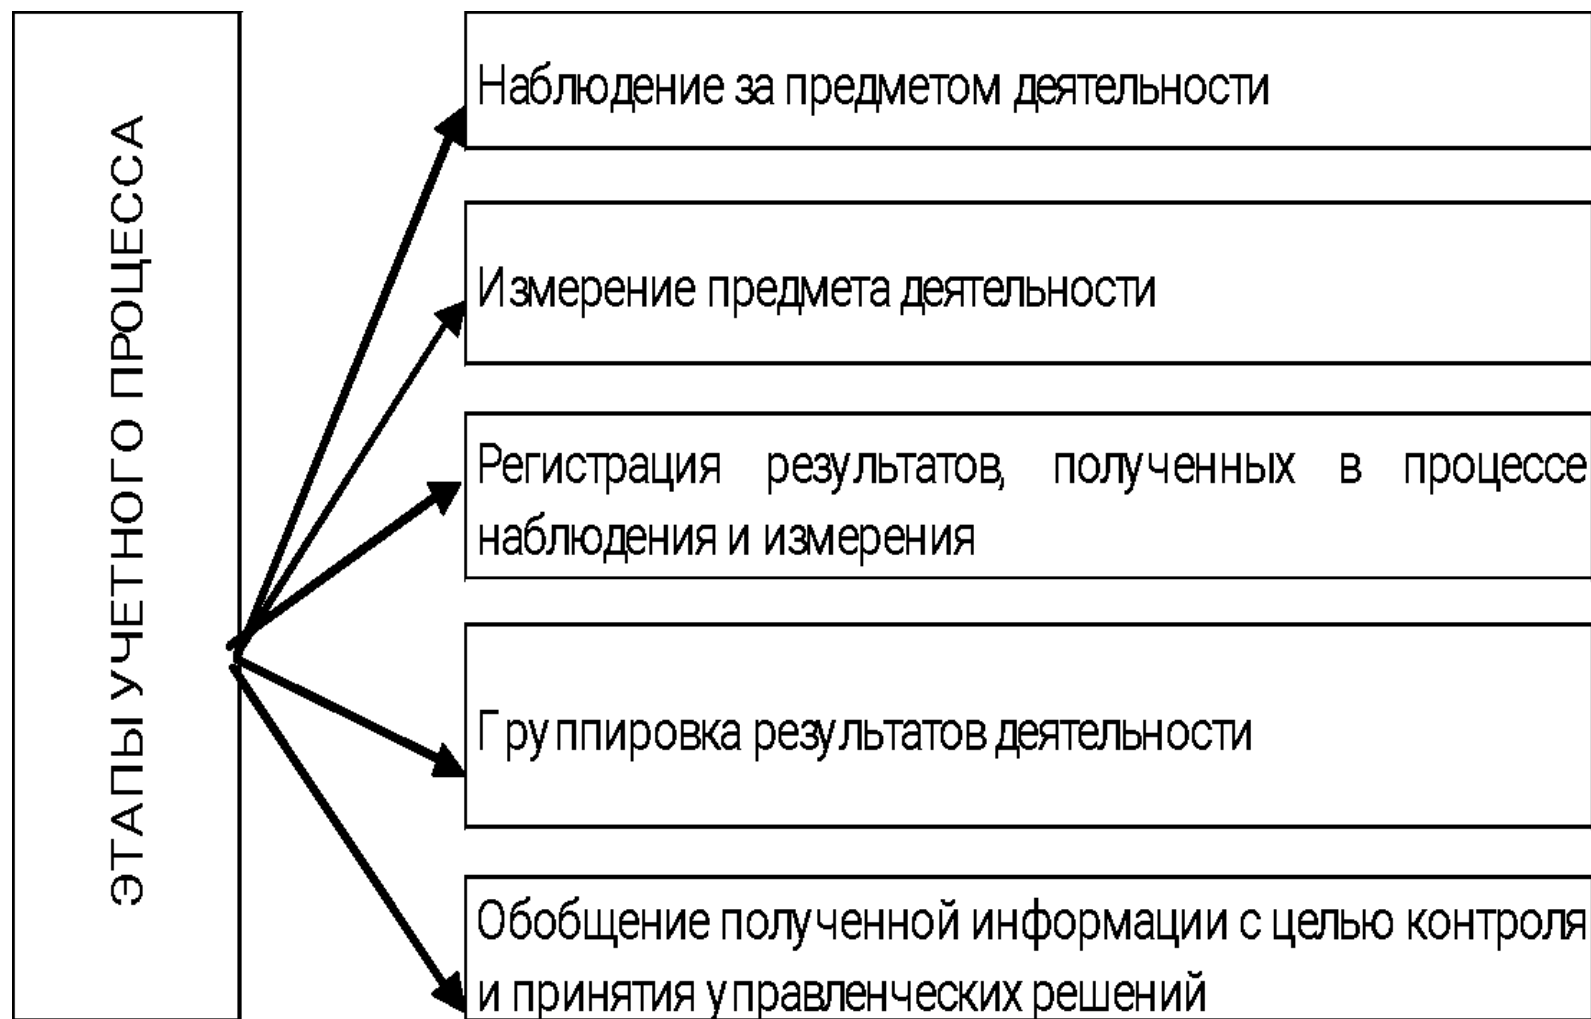 ЭТАПЫ УЧЕТНОГО ПРОЦЕССА
Наблюдение за предметом деятельности
Измерение предмета деятельности
Регистрация результатов, полученных в процессе
наблюдения и измерения
Группировка результатов деятельности
Обобщение полученной информации с целью контроля
и принятия управленческих решений